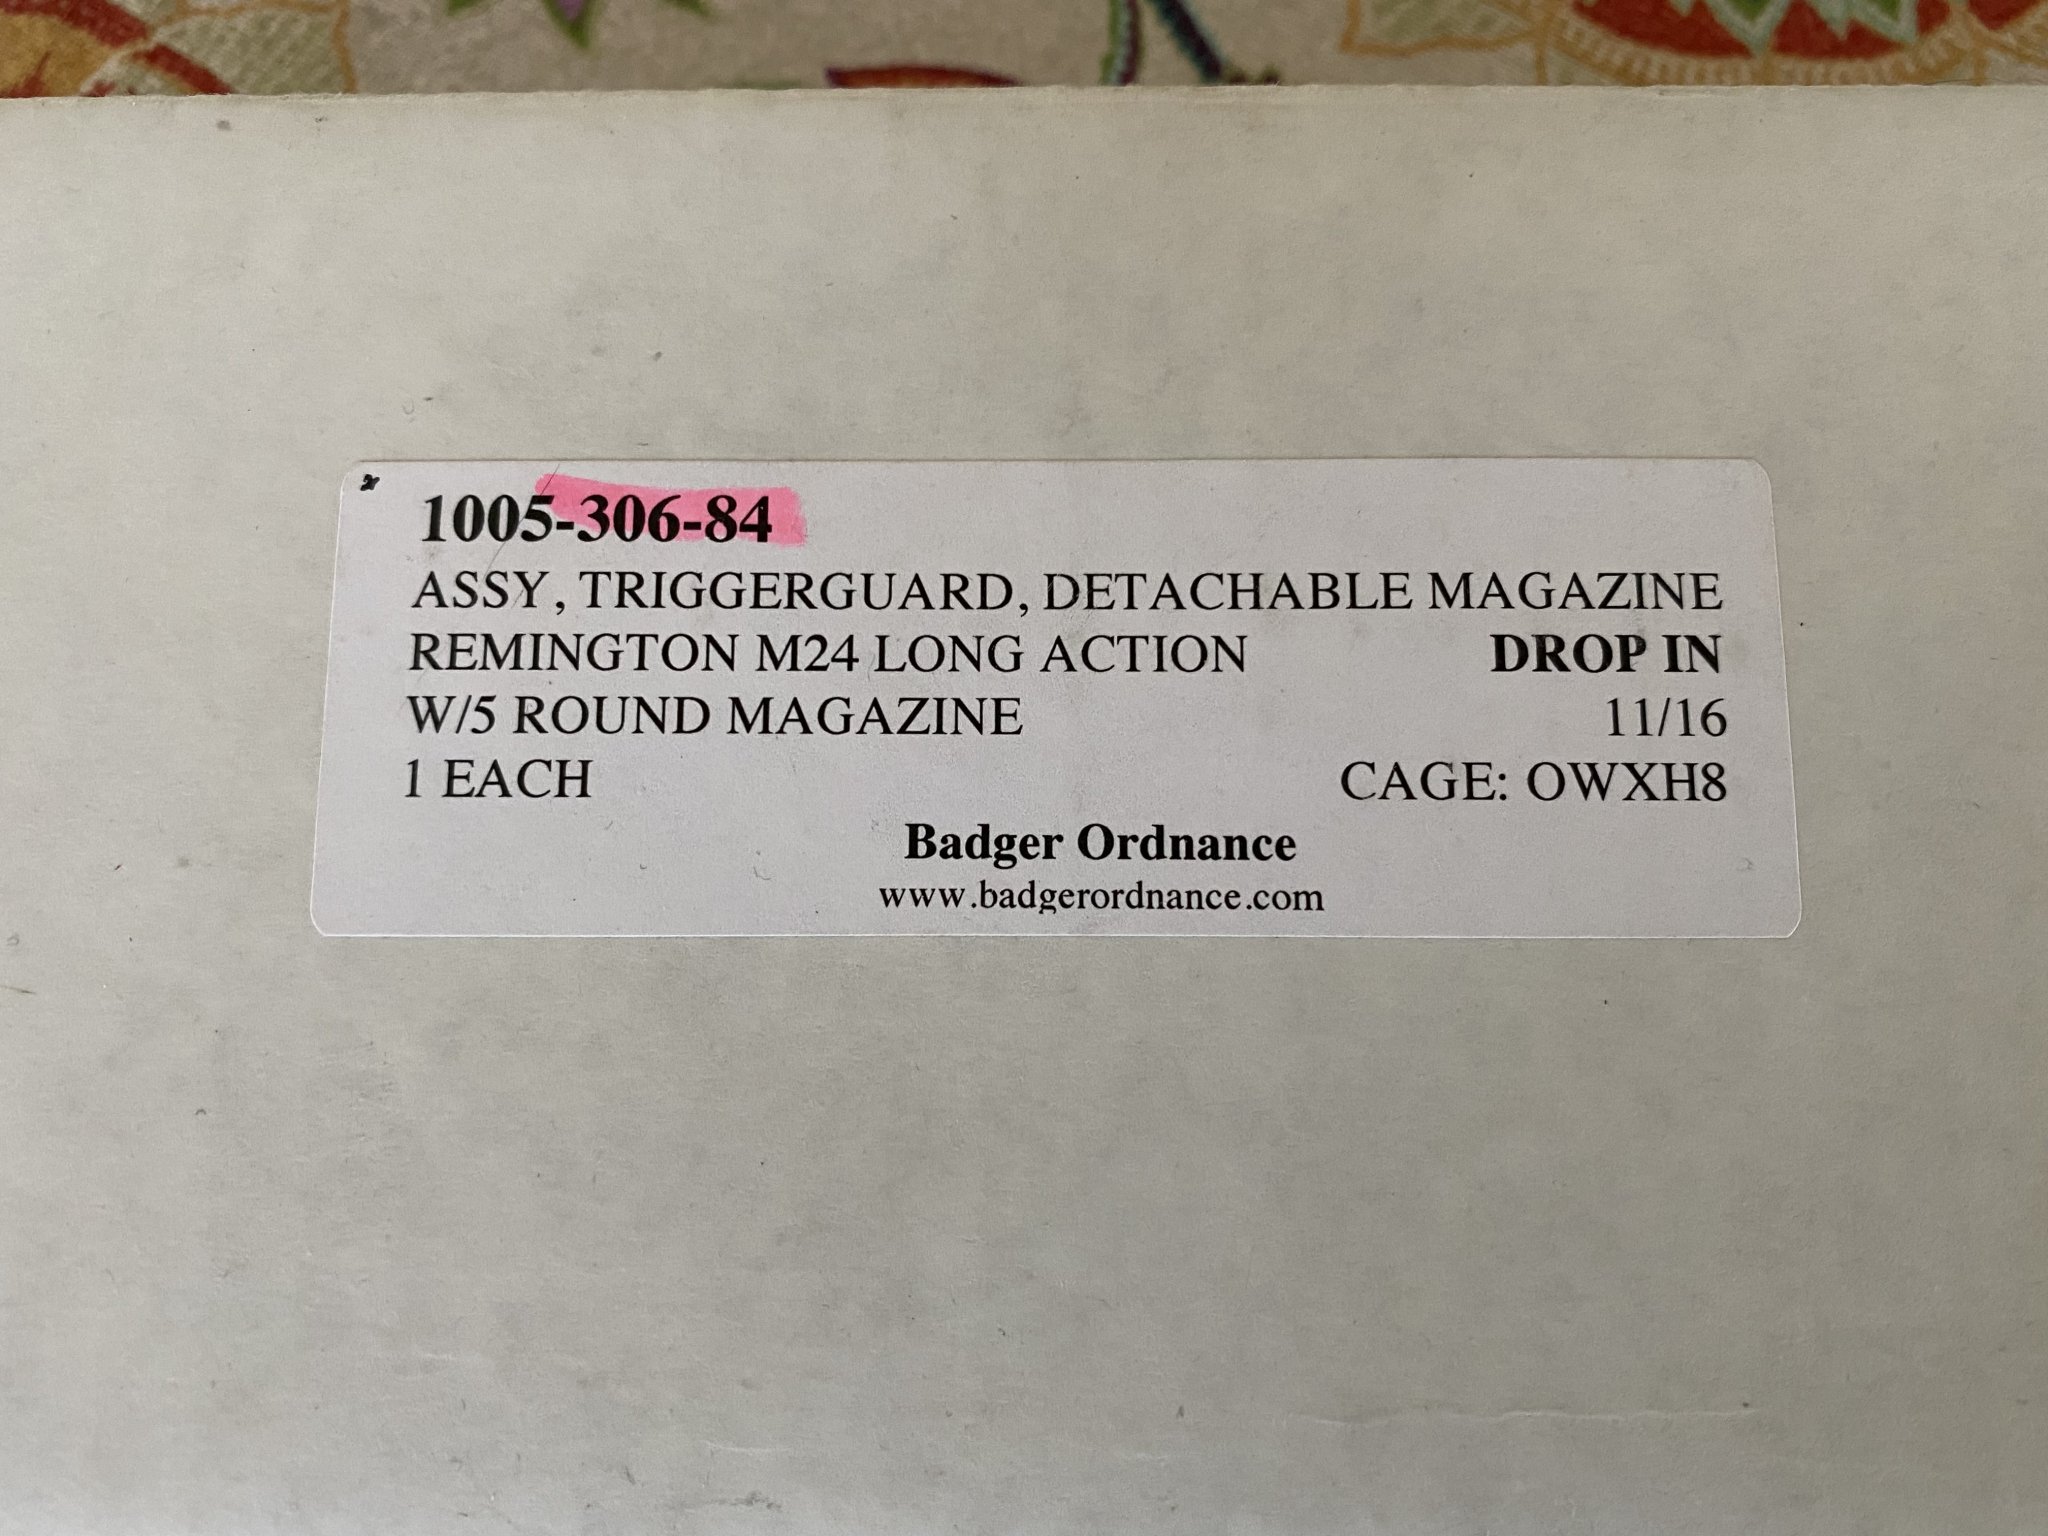 1005-306-84
ASSY, TRIGGERGUARD, DETACHABLE MAGAZINE
REMINGTON M24 LONG ACTION DROP IN
W/5 ROUND MAGAZINE 11/16
1 EACH CAGE: OWXH8
Badger Ordnance
www.badgerordnance.com